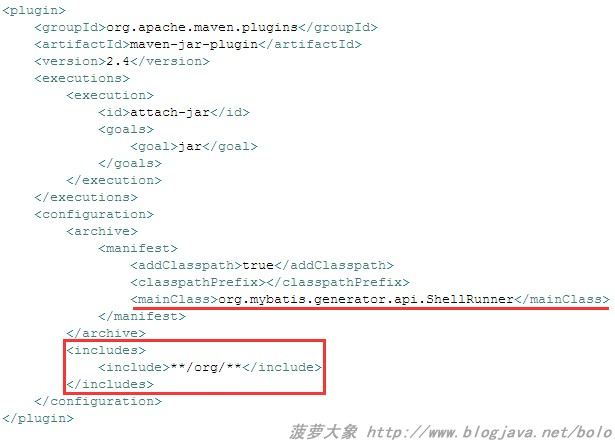 <plugin>
    <groupId>org.apache.maven.plugins</groupId>
    <artifactId>maven-jar-plugin</artifactId>
    <version>2.4</version>
    <executions>
        <execution>
            <id>attach-jar</id>
            <goals>
                <goal>jar</goal>
            </goals>
        </execution>
    </executions>
    <configuration>
        <archive>
            <manifest>
                <addClasspath>true</addClasspath>
                <classpathPrefix></classpathPrefix>
                <mainClass>org.mybatis.generator.api.ShellRunner</mainClass>
            </manifest>
        </archive>
        <includes>
            <include>**/org/**</include>
        </includes>
    </configuration>
</plugin>
菠萝大象 http://www.blogjava.net/bolo